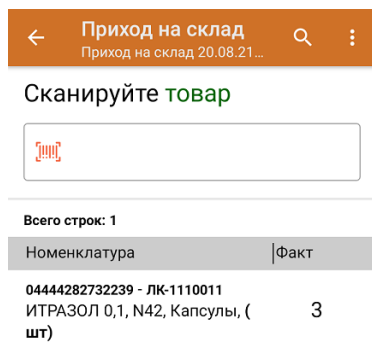 Приход на склад
Приход на склад 20.08.21...
Сканируйте товар
Всего строк: 1
Номенклатура Факт
04444282732239 - ЛК-1110011
ИТРАЗОЛ 0,1, N42, Капсулы, ( 3
шт)